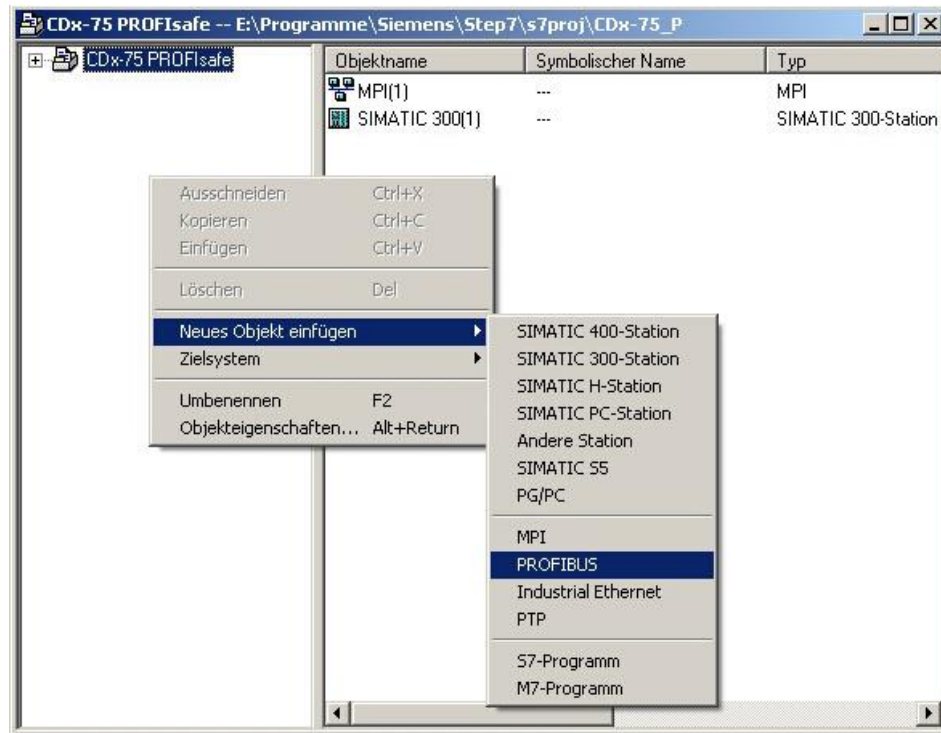 CDx-75 PROFIsafe -- E:\Programme\Siemens\Step7\s7proj\CDx-75_P
CDx-75 PROFIsafe
Objektname Symbolischer Name Typ
MPI(1) --- MPI
SIMATIC 300(1) --- SIMATIC 300-Station
Ausschneiden Ctrl+X
Kopieren Ctrl+C
Einfügen Ctrl+V
Löschen Del
Neues Objekt einfügen
Zielsystem
Umbenennen F2
Objekteigenschaften... Alt+Return
SIMATIC 400-Station
SIMATIC 300-Station
SIMATIC H-Station
SIMATIC PC-Station
Andere Station
SIMATIC S5
PG/PC
MPI
PROFIBUS
Industrial Ethernet
PTP
S7-Programm
M7-Programm